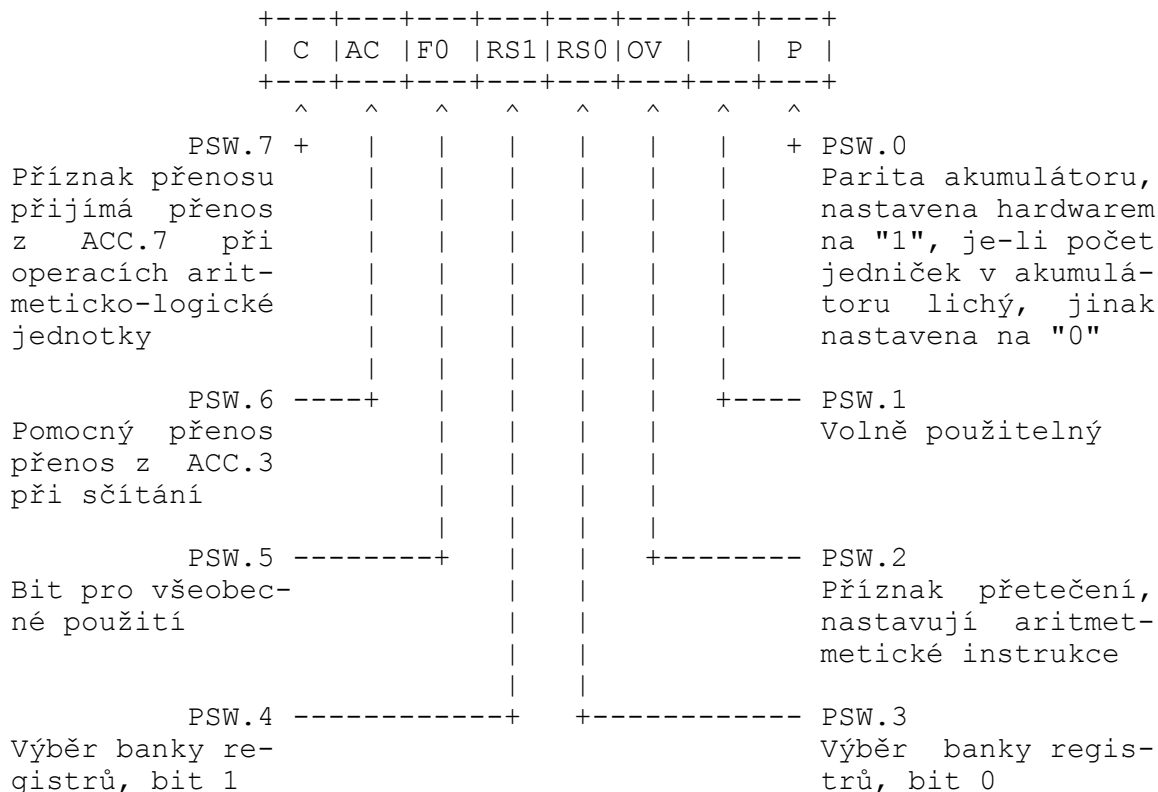 +---+---+---+---+---+---+---+---+
| C |AC |F0 |RS1|RS0|OV |   | P |
+---+---+---+---+---+---+---+---+
^ ^ ^ ^ ^ ^ ^ ^
PSW.7 + | | | | | | + PSW.0
Příznak přenosu | | | | | | Parita akumulátoru,
přijímá přenos | | | | | | nastavena hardwarem
z ACC.7 při | | | | | | na "1", je-li počet
operacích arit- | | | | | | jedniček v akumulá-
meticko-logické | | | | | | toru lichý, jinak
jednotky | | | | | | nastavena na "0"
| | | | | |
PSW.6 ----+ | | | | +---- PSW.1
Pomocný přenos | | | | Volně použitelný
přenos z ACC.3 | | | |
při sčítání | | | |
| | | |
PSW.5 --------+ | | +-------- PSW.2
Bit pro všeobec- | | Příznak přetečení,
né použití | | nastavují aritmet-
| | metické instrukce
| |
PSW.4 ------------+ +------------ PSW.3
Výběr banky re- Výběr banky regis-
gistrů, bit 1 trů, bit 0